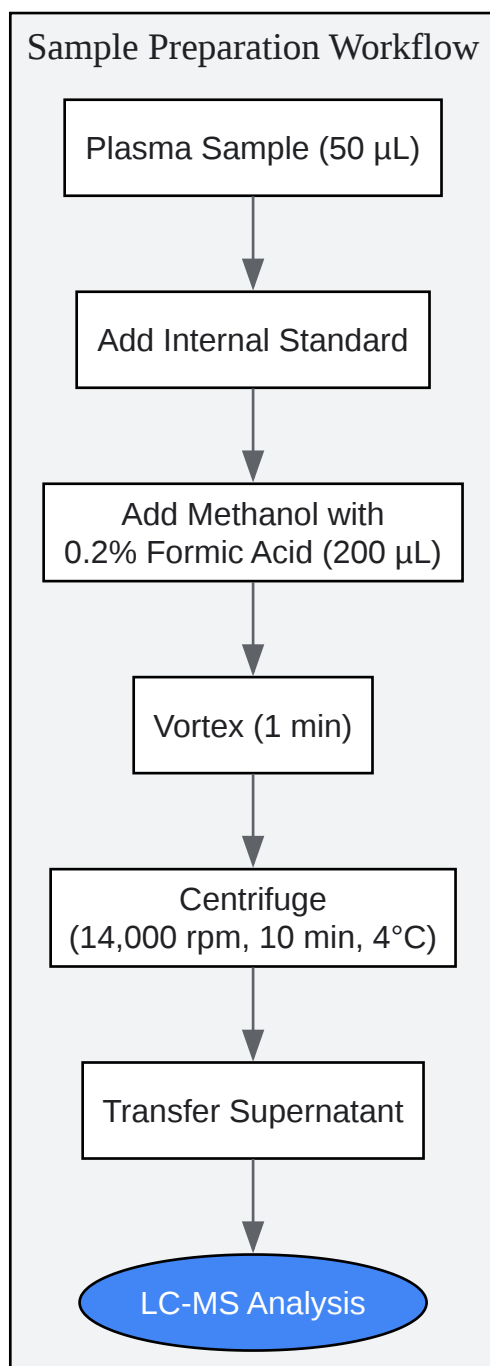 Sample Preparation Workflow
Plasma Sample (50 µL)
Add Internal Standard
Add Methanol with
0.2% Formic Acid (200 µL)
Vortex (1 min)
Centrifuge
(14,000 rpm, 10 min, 4°C)
Transfer Supernatant
LC-MS Analysis